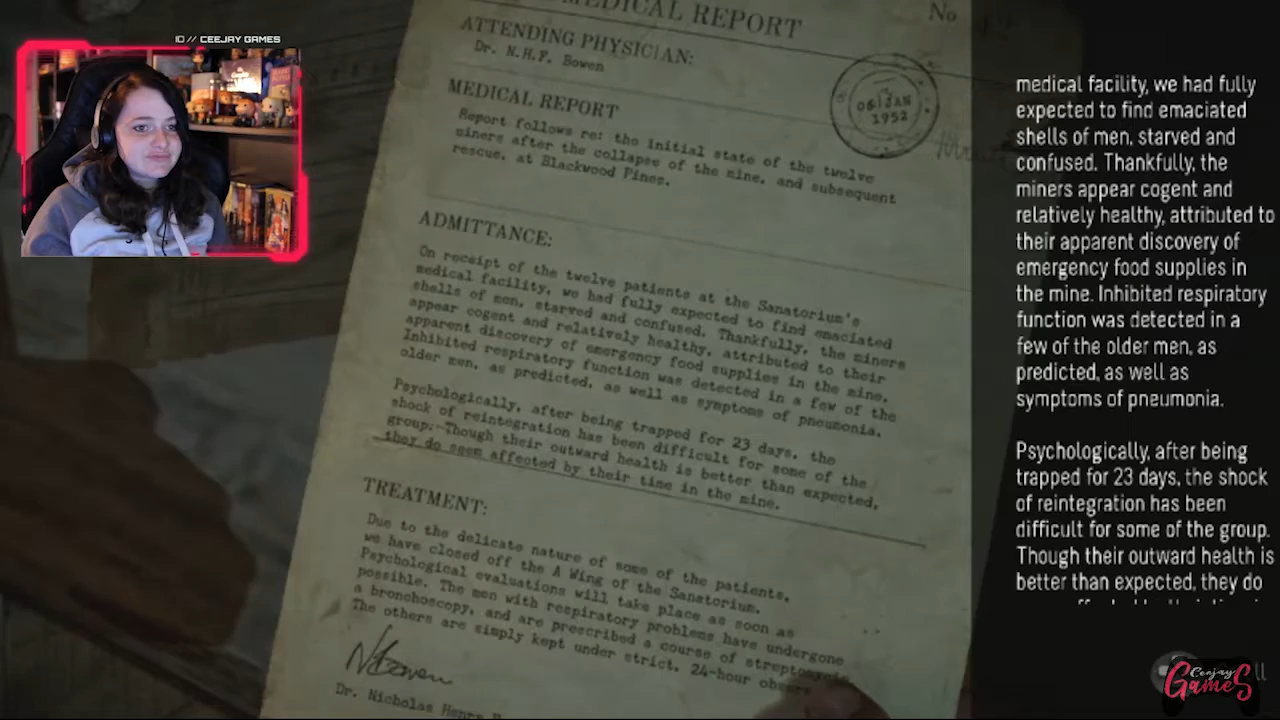 ID // CEEJAY GAMES
MEDICAL REPORT
No
ATTENDING PHYSICIAN:
Dr. N.H.F. Bowen
06 JAN
1952
MEDICAL REPORT
Report follows re: the initial state of the twelve
miners after the collapse of the mine, and subsequent
rescue, at Blackwood Pines.
ADMITTANCE:
On receipt of the twelve patients at the Sanatorium's
medical facility, we had fully expected to find emaciated
shells of men, starved and confused. Thankfully, the miners
appear cogent and relatively healthy, attributed to their
apparent discovery of emergency food supplies in the mine.
Inhibited respiratory function was detected in a few of the
older men, as predicted, as well as symptoms of pneumonia.
Psychologically, after being trapped for 23 days, the
shock of reintegration has been difficult for some of the
group. Though their outward health is better than expected,
they do seem affected by their time in the mine.
TREATMENT:
Due to the delicate nature of some of the patients,
we have closed off the A Wing of the Sanatorium.
Psychological evaluations will take place as soon as
possible. The men with respiratory problems have undergone
a bronchoscopy, and are prescribed a course of streptomycin
The others are simply kept under strict, 24-hour obser
NBowen
Dr. Nicholas Henry
medical facility, we had fully
expected to find emaciated
shells of men, starved and
confused. Thankfully, the
miners appear cogent and
relatively healthy, attributed to
their apparent discovery of
emergency food supplies in
the mine. Inhibited respiratory
function was detected in a
few of the older men, as
predicted, as well as
symptoms of pneumonia.
Psychologically, after being
trapped for 23 days, the shock
of reintegration has been
difficult for some of the group.
Though their outward health is
better than expected, they do
Ceejay
GameS